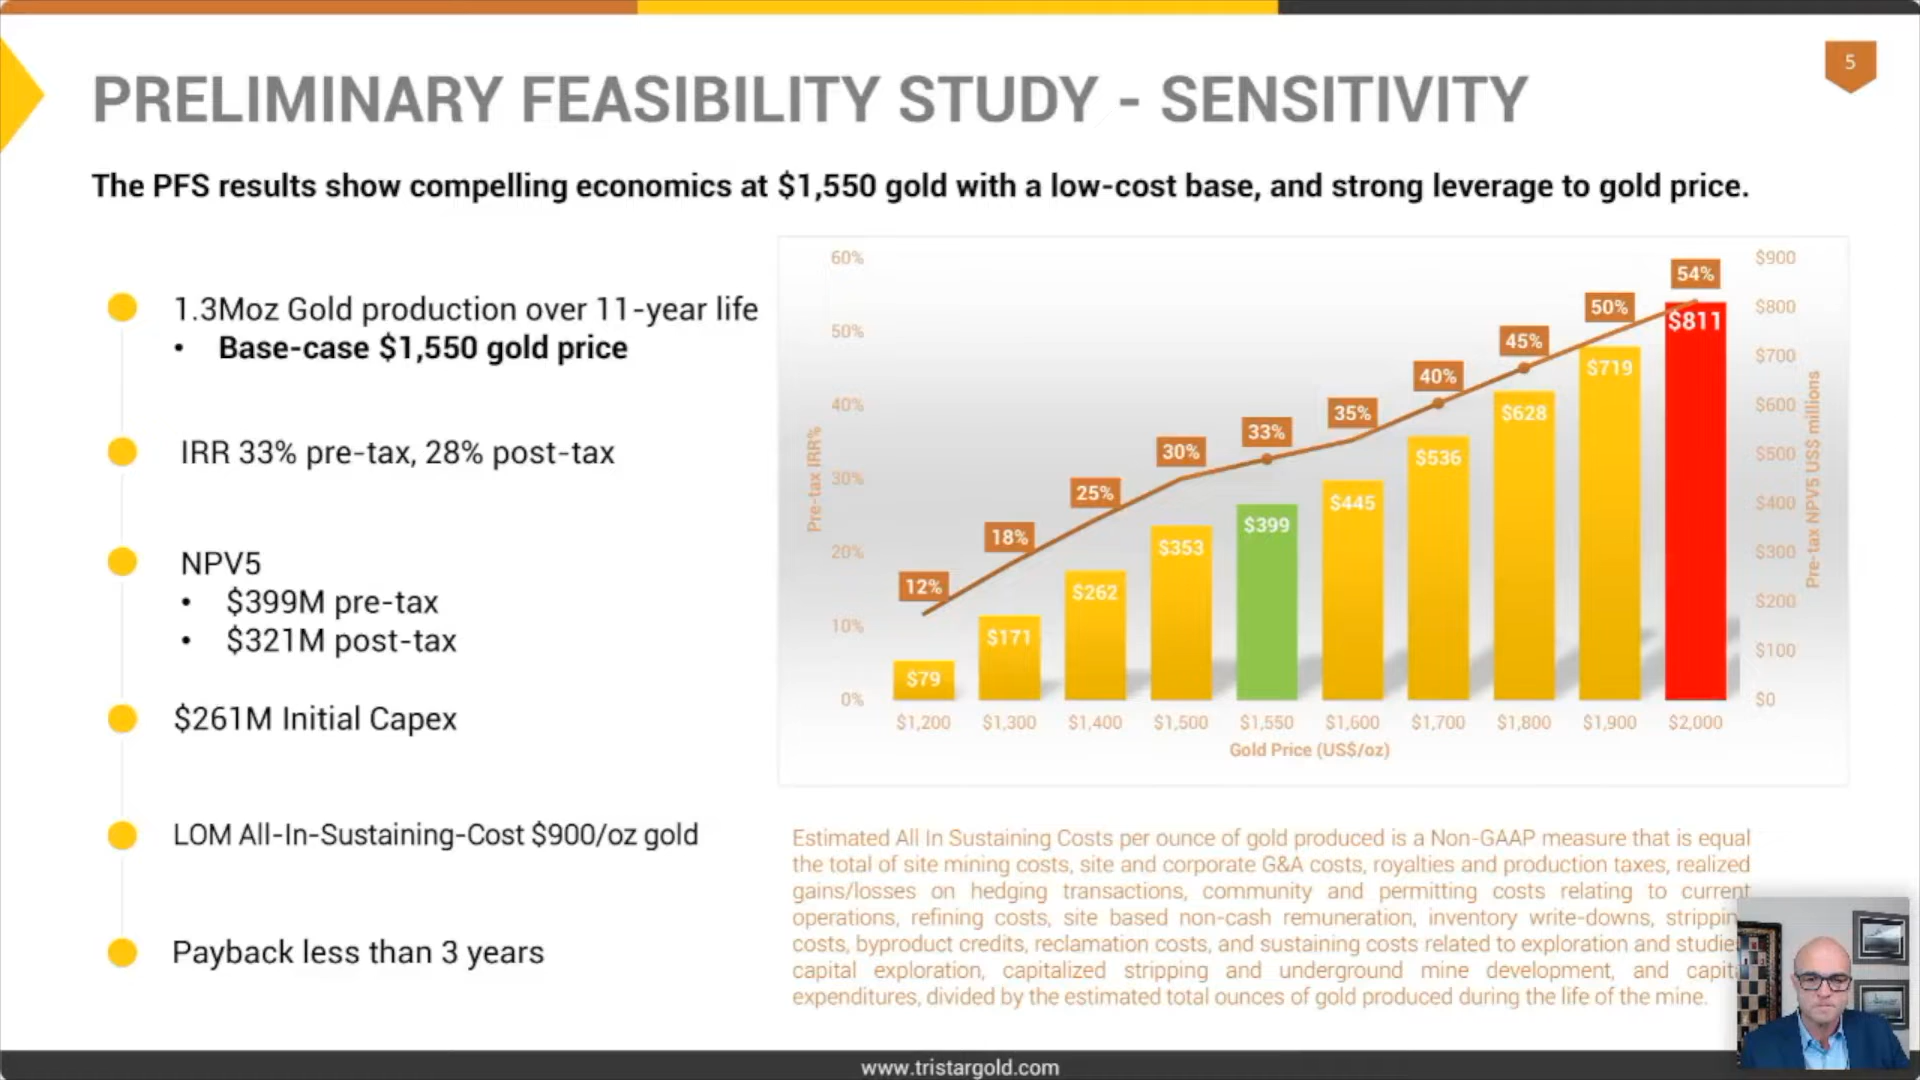 5
PRELIMINARY FEASIBILITY STUDY - SENSITIVITY
The PFS results show compelling economics at $1,550 gold with a low-cost base, and strong leverage to gold price.
1.3Moz Gold production over 11-year life
• Base-case $1,550 gold price
IRR 33% pre-tax, 28% post-tax
NPV5
• $399M pre-tax
• $321M post-tax
$261M Initial Capex
LOM All-In-Sustaining-Cost $900/oz gold
Payback less than 3 years
Pre-tax IRR%
60%
50%
40%
30%
20%
10%
0%
12%
18%
25%
30%
33%
35%
40%
45%
50%
54%
$79
$171
$262
$353
$399
$445
$536
$628
$719
$811
$900
$800
$700
$600
$500
$400
$300
$200
$100
$0
Pre-tax NPV5 US$ millions
$1,200 $1,300 $1,400 $1,500 $1,550 $1,600 $1,700 $1,800 $1,900 $2,000
Gold Price (US$/oz)
Estimated All In Sustaining Costs per ounce of gold produced is a Non-GAAP measure that is equal
the total of site mining costs, site and corporate G&A costs, royalties and production taxes, realized
gains/losses on hedging transactions, community and permitting costs relating to current
operations, refining costs, site based non-cash remuneration, inventory write-downs, strippin
costs, byproduct credits, reclamation costs, and sustaining costs related to exploration and studie
capital exploration, capitalized stripping and underground mine development, and capit
expenditures, divided by the estimated total ounces of gold produced during the life of the mine.
www.tristargold.com